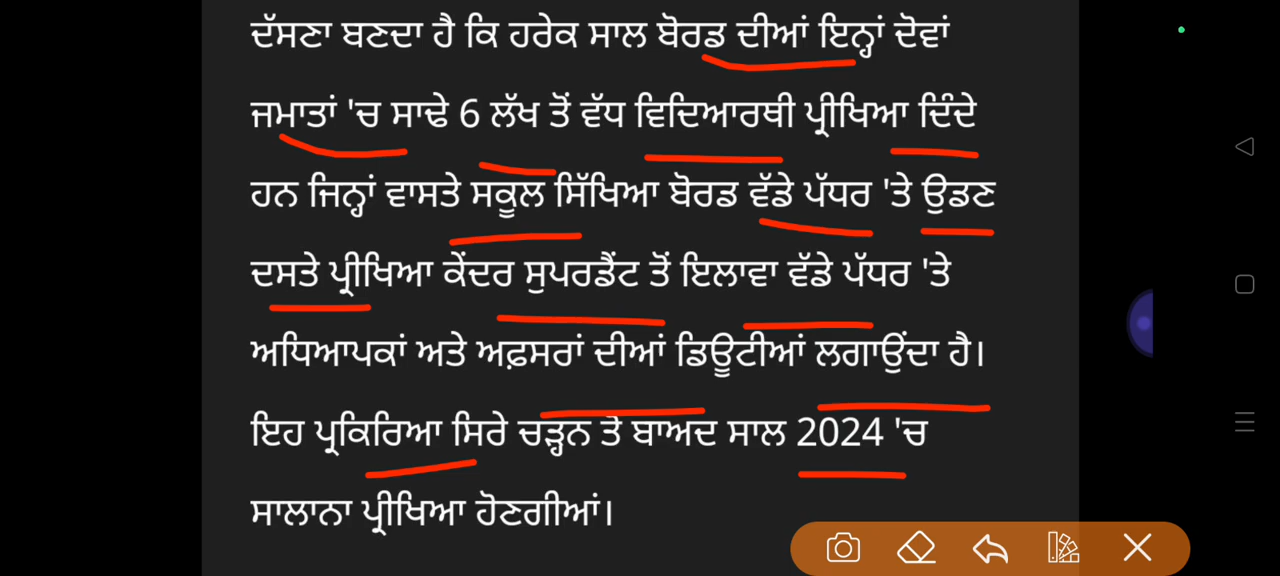 ਦੱਸਣਾ ਬਣਦਾ ਹੈ ਕਿ ਹਰੇਕ ਸਾਲ ਬੋਰਡ ਦੀਆਂ ਇਨ੍ਹਾਂ ਦੋਵਾਂ
ਜਮਾਤਾਂ 'ਚ ਸਾਢੇ 6 ਲੱਖ ਤੋਂ ਵੱਧ ਵਿਦਿਆਰਥੀ ਪ੍ਰੀਖਿਆ ਦਿੰਦੇ
ਹਨ ਜਿਨ੍ਹਾਂ ਵਾਸਤੇ ਸਕੂਲ ਸਿੱਖਿਆ ਬੋਰਡ ਵੱਡੇ ਪੱਧਰ 'ਤੇ ਉਡਣ
ਦਸਤੇ ਪ੍ਰੀਖਿਆ ਕੇਂਦਰ ਸੁਪਰਡੈਂਟ ਤੋਂ ਇਲਾਵਾ ਵੱਡੇ ਪੱਧਰ 'ਤੇ
ਅਧਿਆਪਕਾਂ ਅਤੇ ਅਫ਼ਸਰਾਂ ਦੀਆਂ ਡਿਊਟੀਆਂ ਲਗਾਉਂਦਾ ਹੈ।
ਇਹ ਪ੍ਰਕਿਰਿਆ ਸਿਰੇ ਚੜ੍ਹਨ ਤੋਂ ਬਾਅਦ ਸਾਲ 2024 'ਚ
ਸਾਲਾਨਾ ਪ੍ਰੀਖਿਆ ਹੋਣਗੀਆਂ।